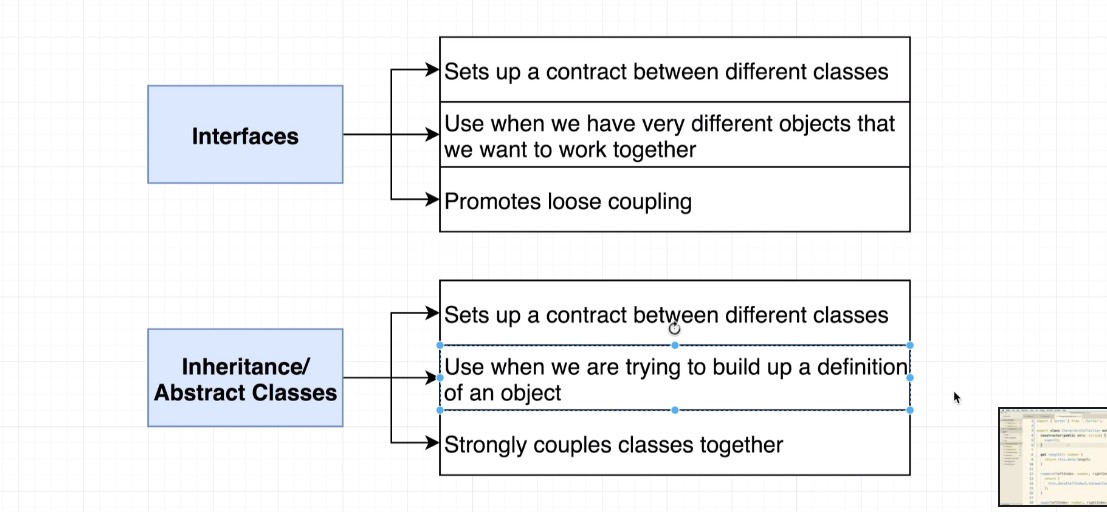 Interfaces
Sets up a contract between different classes
Use when we have very different objects that
we want to work together
Promotes loose coupling
Inheritance/
Abstract Classes
Sets up a contract between different classes
Use when we are trying to build up a definition
of an object
Strongly couples classes together